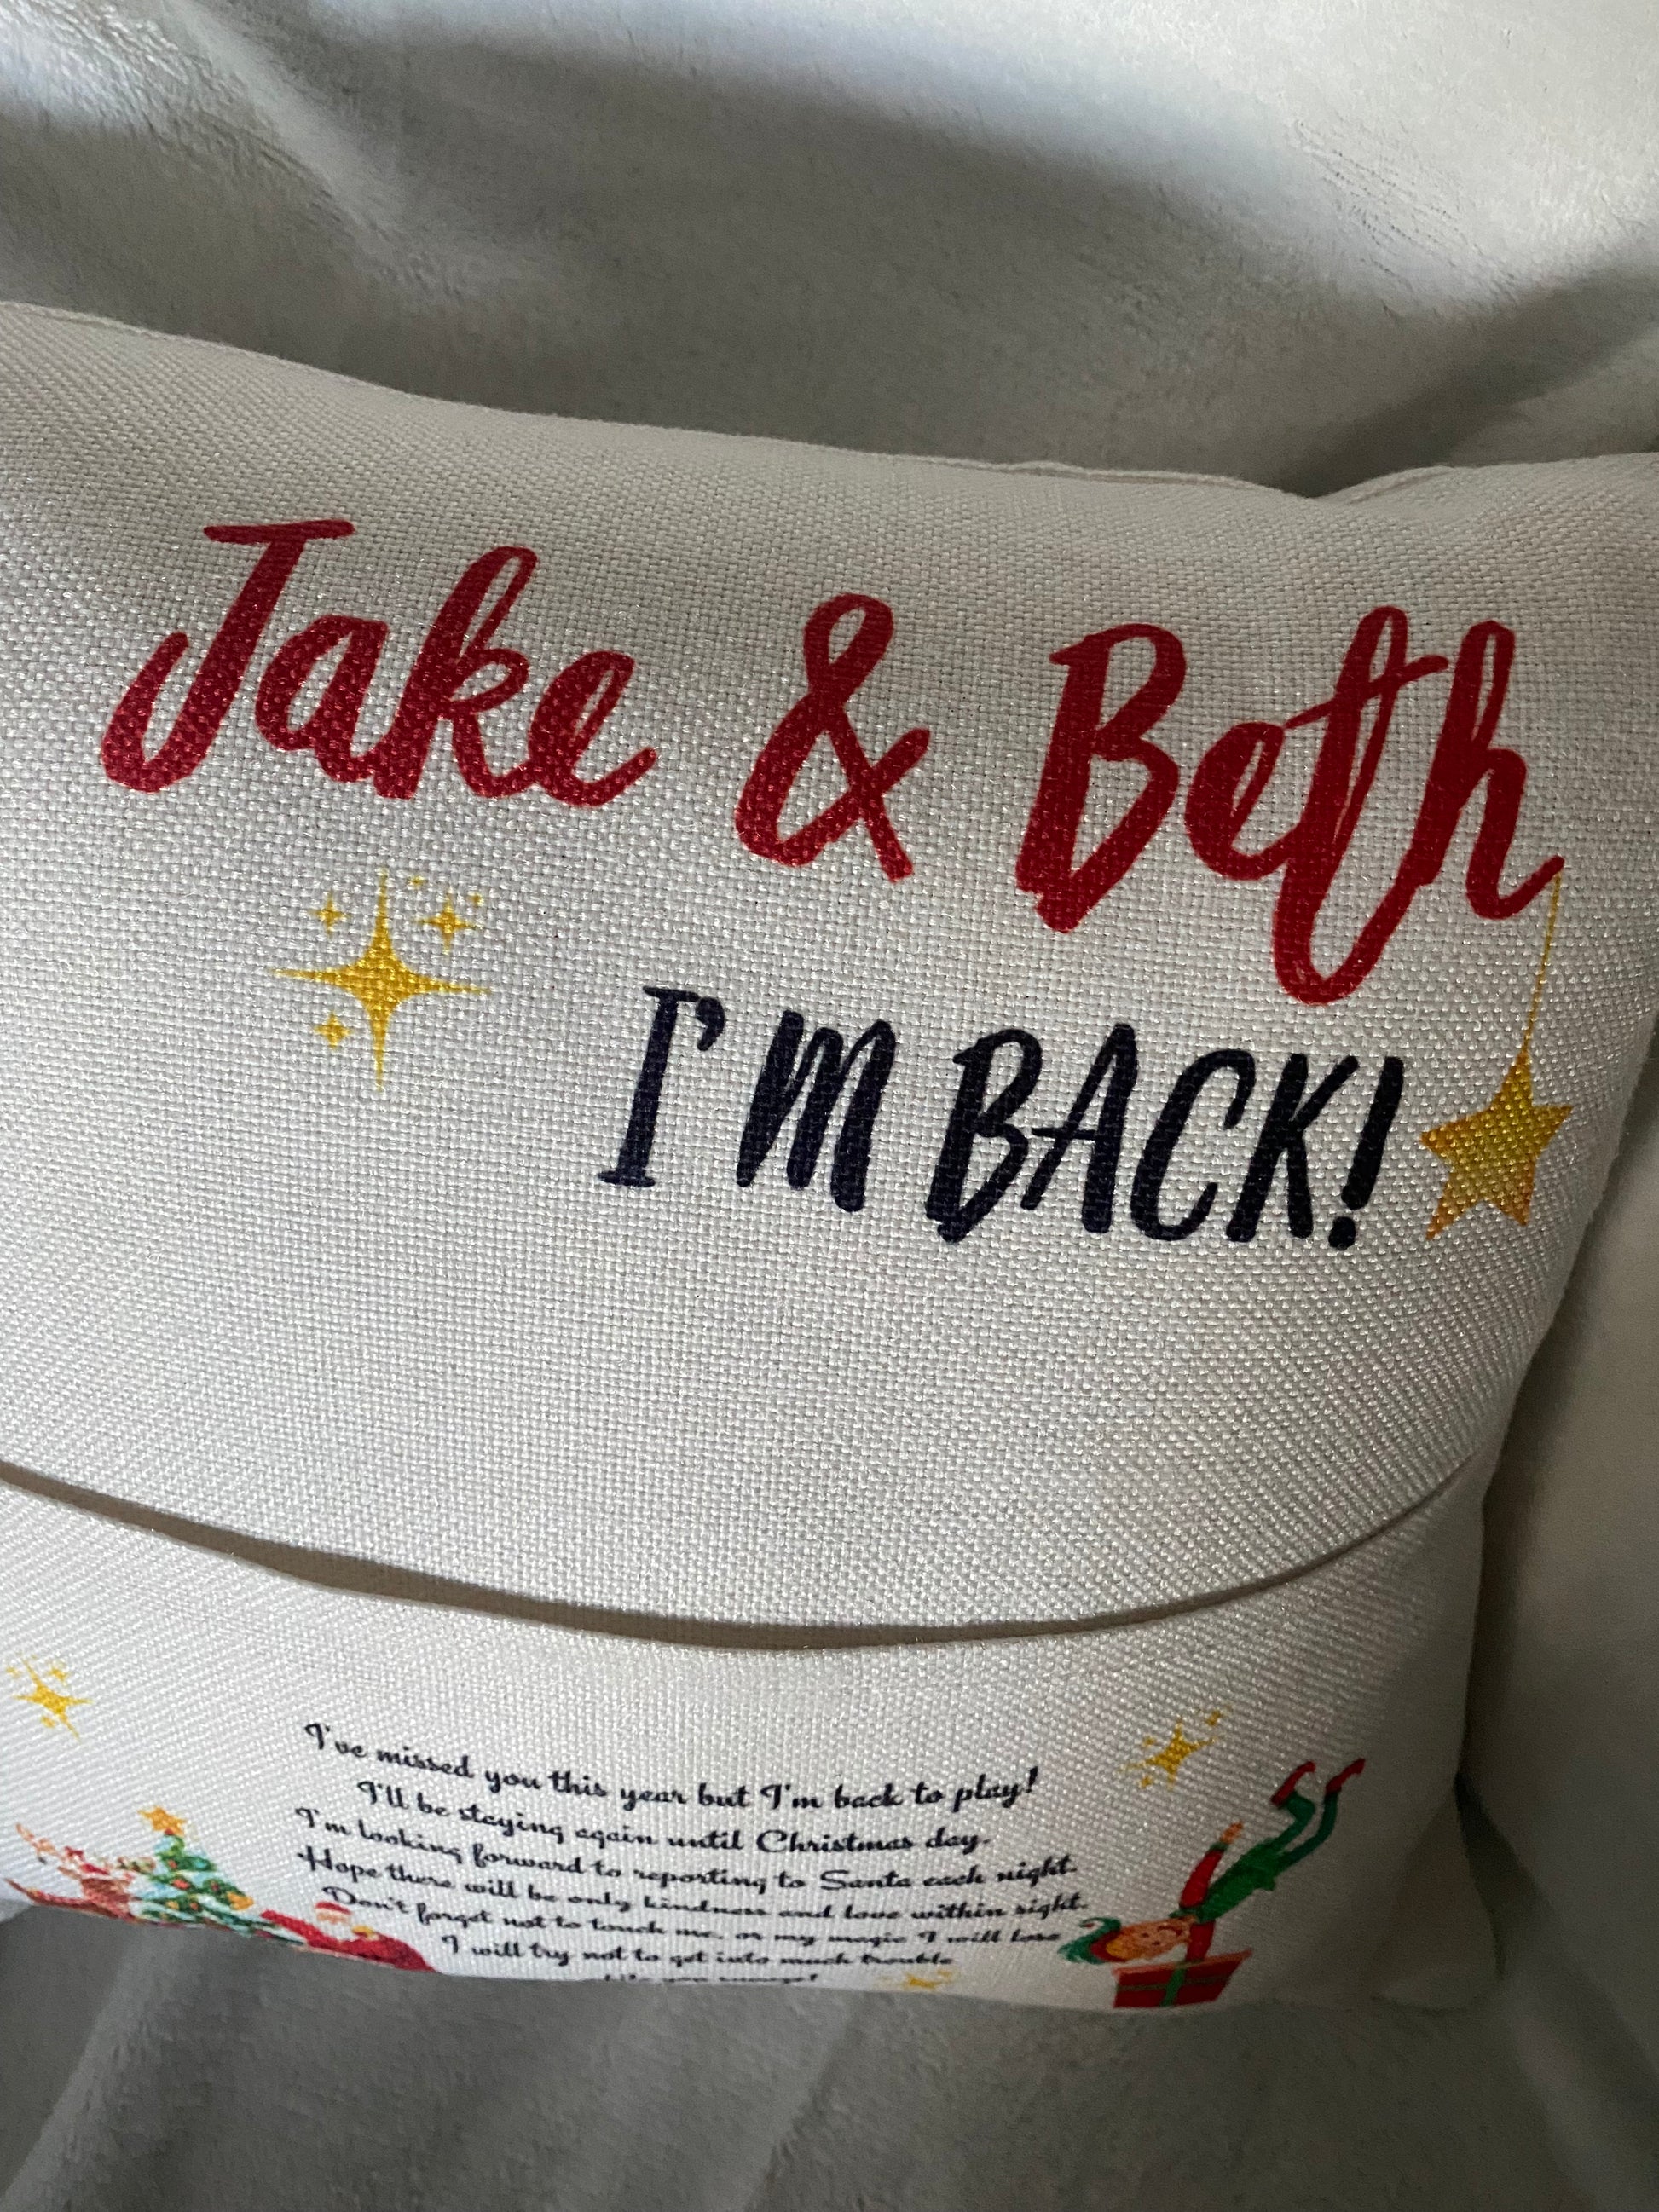 Jake & Beth
I'M BACK!
I've missed you this year but I'm back to play!
I'll be staying again until Christmas day.
I'm looking forward to reporting to Santa each night.
Hope there will be only kindness and love within sight.
Don't forget not to touch me, or my magic I will lose
I will try not to get into much trouble